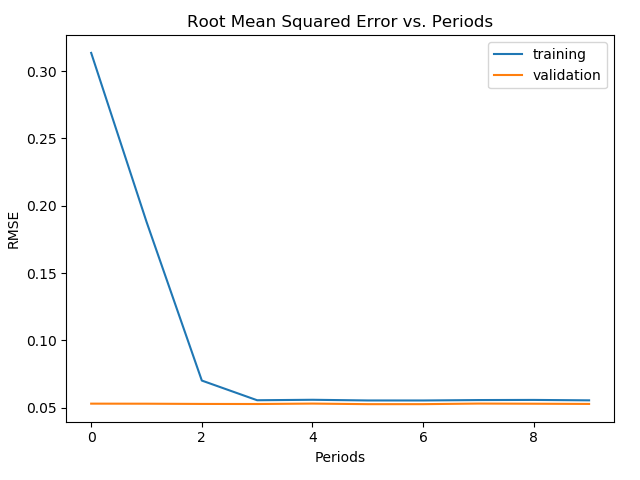 Root Mean Squared Error vs. Periods
training
validation
0.30
0.25
0.20
0.15
0.10
0.05
RMSE
0 2 4 6 8
Periods